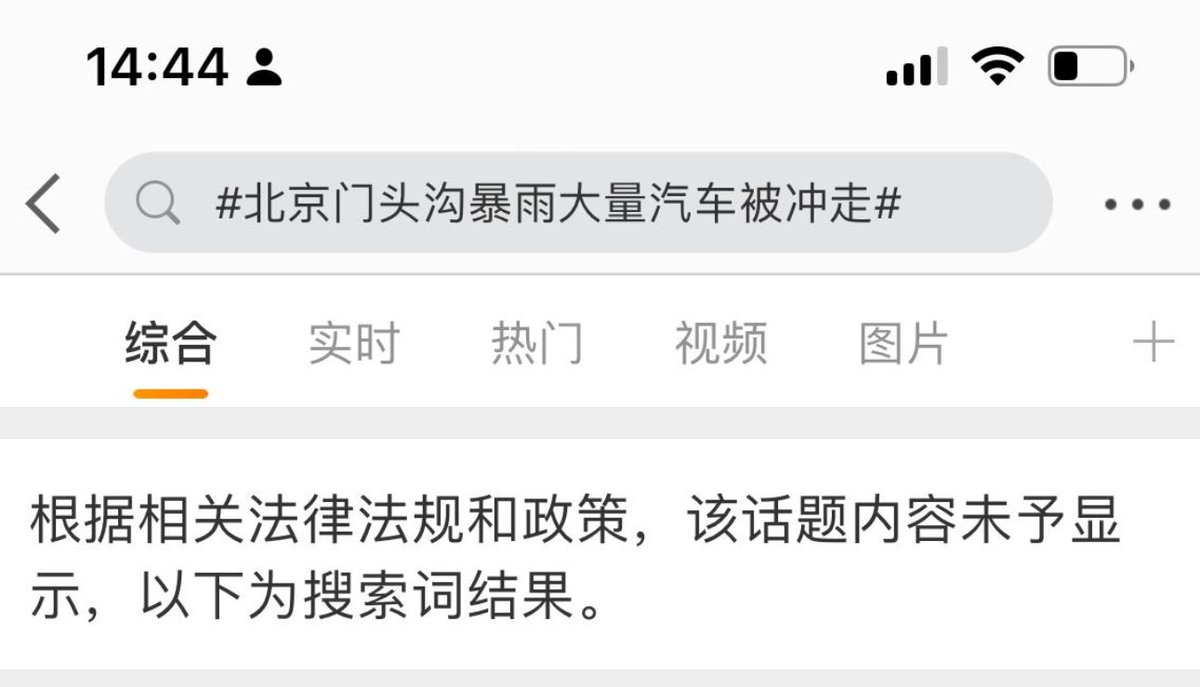 14:44
#北京门头沟暴雨大量汽车被冲走#
综合 实时 热门 视频 图片
根据相关法律法规和政策，该话题内容未予显
示，以下为搜索词结果。